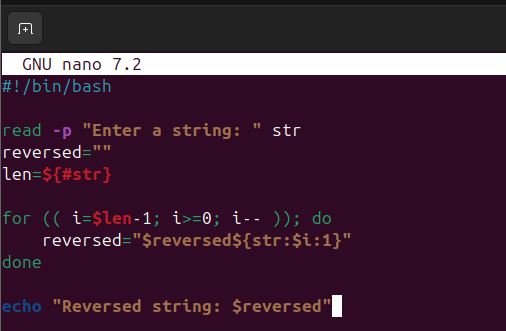 GNU nano 7.2
#!/bin/bash
read -p "Enter a string: " str
reversed=""
len=${#str}
for (( i=$len-1; i>=0; i-- )); do
    reversed="$reversed${str:$i:1}"
done
echo "Reversed string: $reversed"